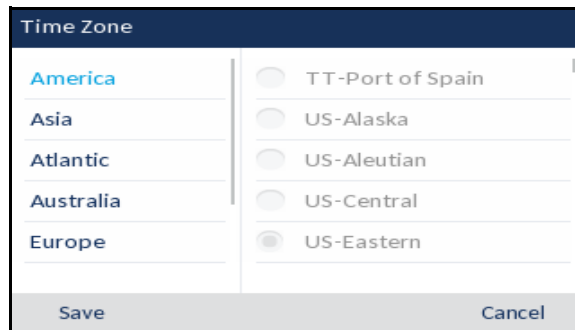 Time Zone
America
TT-Port of Spain
Asia
US-Alaska
Atlantic
US-Aleutian
Australia
US-Central
Europe
US-Eastern
Save
Cancel